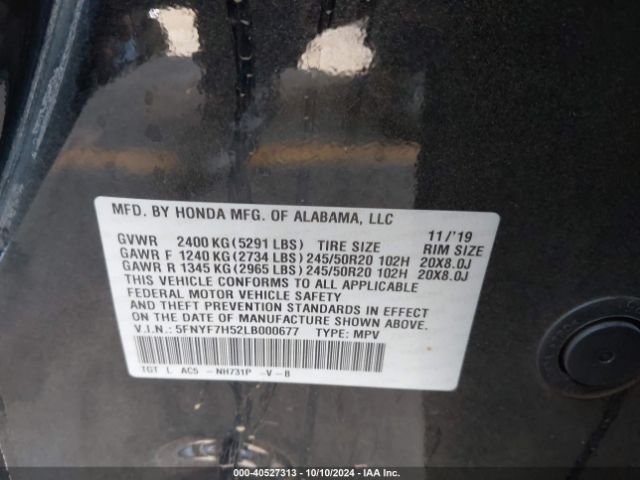 MFD. BY HONDA MFG. OF ALABAMA, LLC 11/'19
GVWR 2400 KG (5291 LBS) TIRE SIZE RIM SIZE
GAWR F 1240 KG (2734 LBS) 245/50R20 102H 20X8.0J
GAWR R 1345 KG (2965 LBS) 245/50R20 102H 20X8.0J
THIS VEHICLE CONFORMS TO ALL APPLICABLE
FEDERAL MOTOR VEHICLE SAFETY
AND THEFT PREVENTION STANDARDS IN EFFECT
ON THE DATE OF MANUFACTURE SHOWN ABOVE.
V.I.N.: 5FNYF7H52LB000677 TYPE: MPV
TGT L AC5 - NH731P -V-B
000-40527313 - 10/10/2024 - IAA Inc.